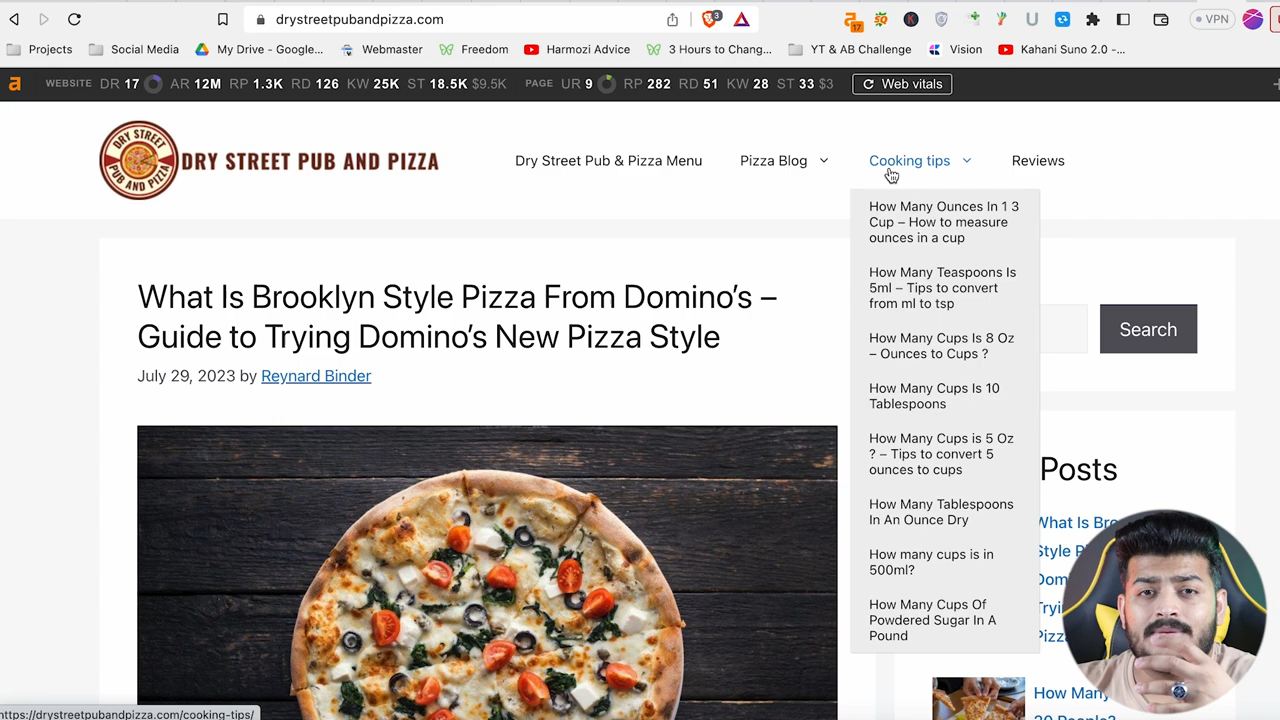 drystreetpubandpizza.com
VPN
Projects
Social Media
My Drive - Google...
Webmaster
Freedom
Harmozi Advice
3 Hours to Chang...
YT & AB Challenge
Vision
Kahani Suno 2.0 -...
WEBSITE DR 17 AR 12M RP 1.3K RD 126 KW 25K ST 18.5K $9.5K PAGE UR 9 RP 282 RD 51 KW 28 ST 33 $3 Web vitals
DRY STREET
PUB AND PIZZA
DRY STREET PUB AND PIZZA
Dry Street Pub & Pizza Menu
Pizza Blog
Cooking tips
Reviews
How Many Ounces In 1 3
Cup – How to measure
ounces in a cup
How Many Teaspoons Is
5ml – Tips to convert
from ml to tsp
How Many Cups Is 8 Oz
– Ounces to Cups ?
How Many Cups Is 10
Tablespoons
How Many Cups is 5 Oz
? – Tips to convert 5
ounces to cups
How Many Tablespoons
In An Ounce Dry
How many cups is in
500ml?
How Many Cups Of
Powdered Sugar In A
Pound
What Is Brooklyn Style Pizza From Domino’s –
Guide to Trying Domino’s New Pizza Style
July 29, 2023 by Reynard Binder
Search
Posts
What Is
Style
How Many
20 People?
https://drystreetpubandpizza.com/cooking-tips/